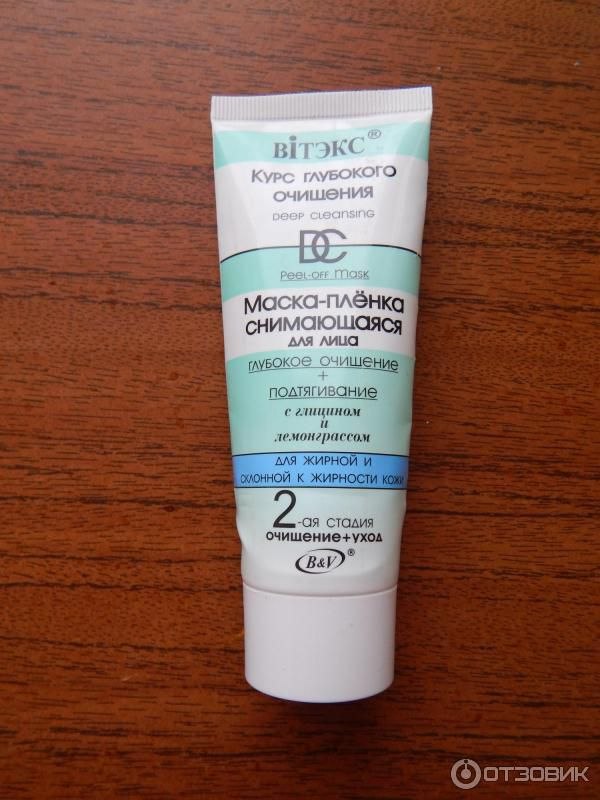 ВіТЭКС®
Курс глубокого
очищения
Deep Cleansing
DC
Peel-off Mask
Маска-плёнка
снимающаяся
для лица
глубокое очищение
+
подтягивание
с глицином
и
лемонграссом
для жирной и
склонной к жирности кожи
2-ая стадия
очищение+уход
B&V®
ОТЗОВИК